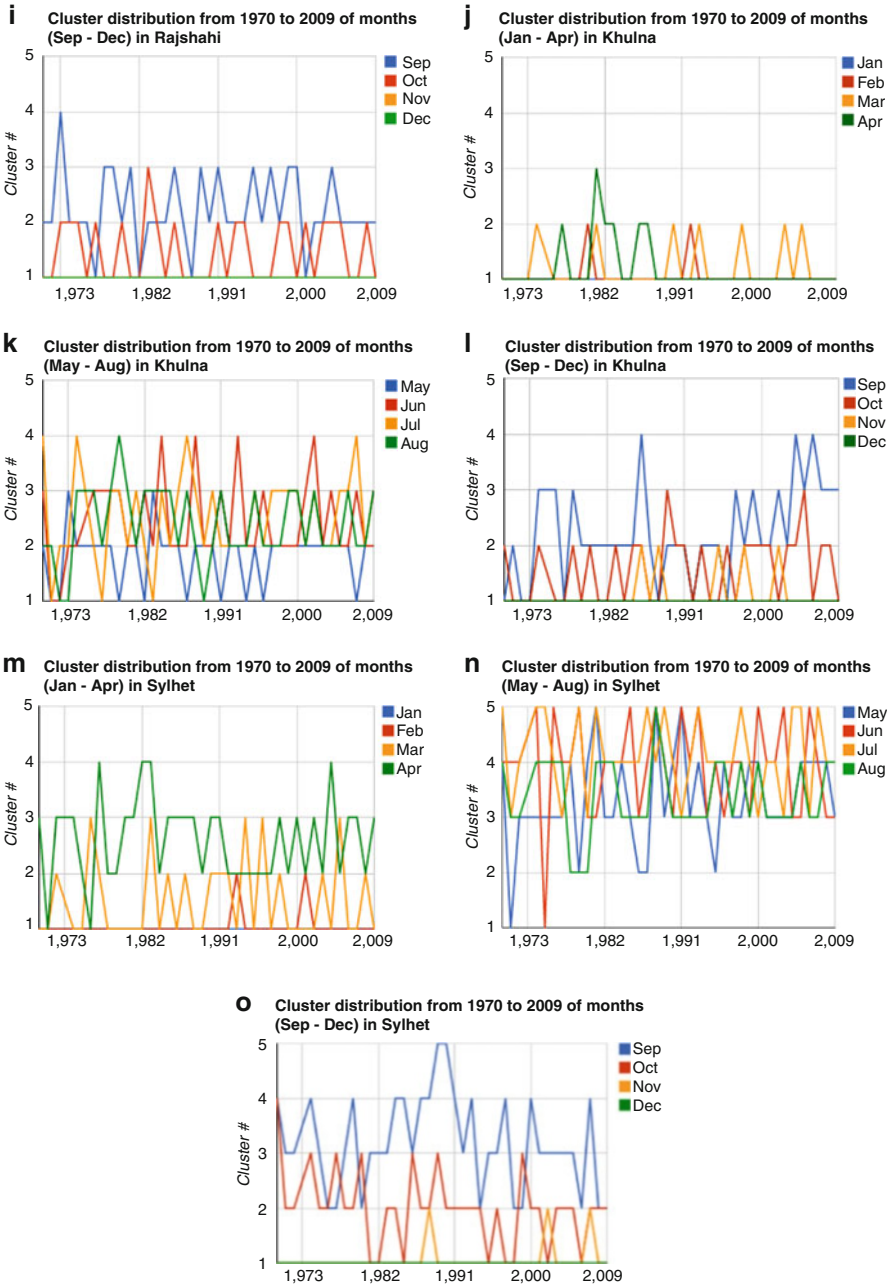 i Cluster distribution from 1970 to 2009 of months
(Sep - Dec) in Rajshahi
Cluster #
5
4
3
2
1
1,973 1,982 1,991 2,000 2,009
Sep
Oct
Nov
Dec
j Cluster distribution from 1970 to 2009 of months
(Jan - Apr) in Khulna
Cluster #
5
4
3
2
1
1,973 1,982 1,991 2,000 2,009
Jan
Feb
Mar
Apr
k Cluster distribution from 1970 to 2009 of months
(May - Aug) in Khulna
Cluster #
5
4
3
2
1
1,973 1,982 1,991 2,000 2,009
May
Jun
Jul
Aug
l Cluster distribution from 1970 to 2009 of months
(Sep - Dec) in Khulna
Cluster #
5
4
3
2
1
1,973 1,982 1,991 2,000 2,009
Sep
Oct
Nov
Dec
m Cluster distribution from 1970 to 2009 of months
(Jan - Apr) in Sylhet
Cluster #
5
4
3
2
1
1,973 1,982 1,991 2,000 2,009
Jan
Feb
Mar
Apr
n Cluster distribution from 1970 to 2009 of months
(May - Aug) in Sylhet
Cluster #
5
4
3
2
1
1,973 1,982 1,991 2,000 2,009
May
Jun
Jul
Aug
o Cluster distribution from 1970 to 2009 of months
(Sep - Dec) in Sylhet
Cluster #
5
4
3
2
1
1,973 1,982 1,991 2,000 2,009
Sep
Oct
Nov
Dec